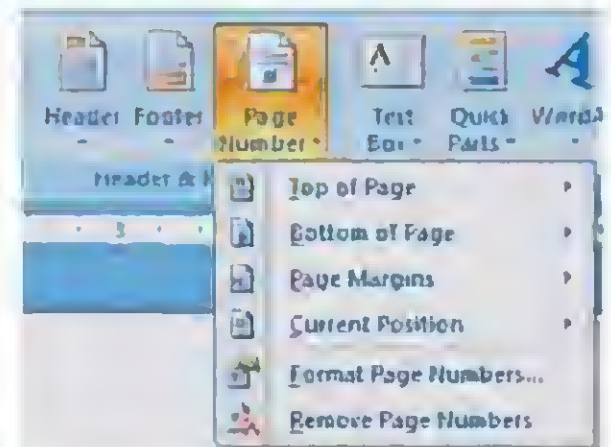 Header Footer Page Number Text Box Quick Parts
Header &
3
Top of Page
Bottom of Page
Page Margins
Current Position
Format Page Numbers...
Remove Page Numbers